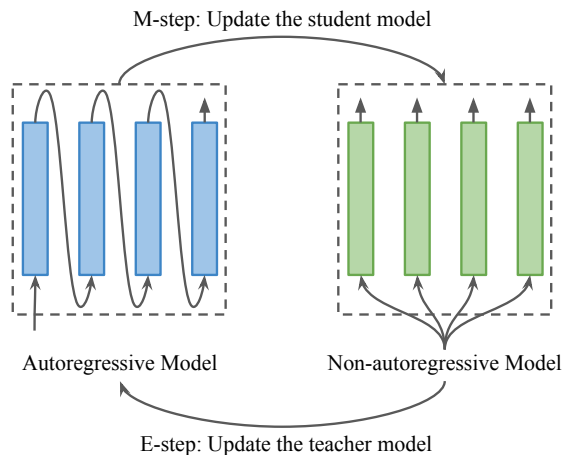 M-step: Update the student model
Autoregressive Model
Non-autoregressive Model
E-step: Update the teacher model